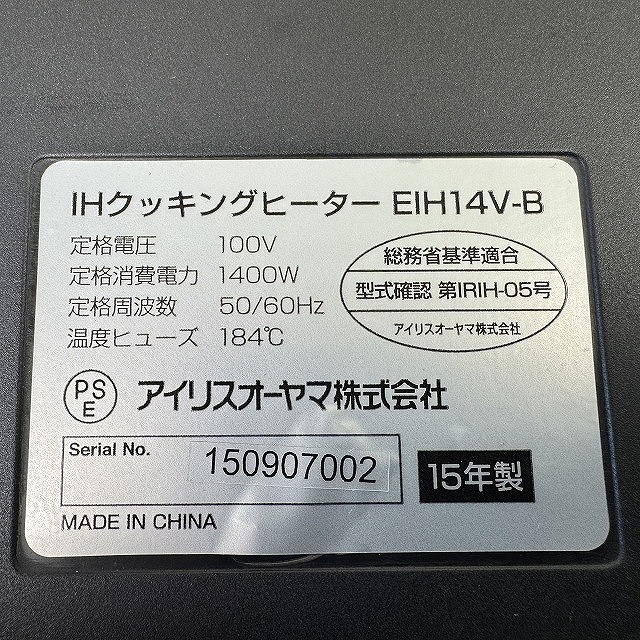 IHクッキングヒーター EIH14V-B
定格電圧 100V
定格消費電力 1400W
定格周波数 50/60Hz
温度ヒューズ 184℃
総務省基準適合
型式確認 第IRIH-05号
アイリスオーヤマ株式会社
PS
E
アイリスオーヤマ株式会社
Serial No. 150907002
15年製
MADE IN CHINA